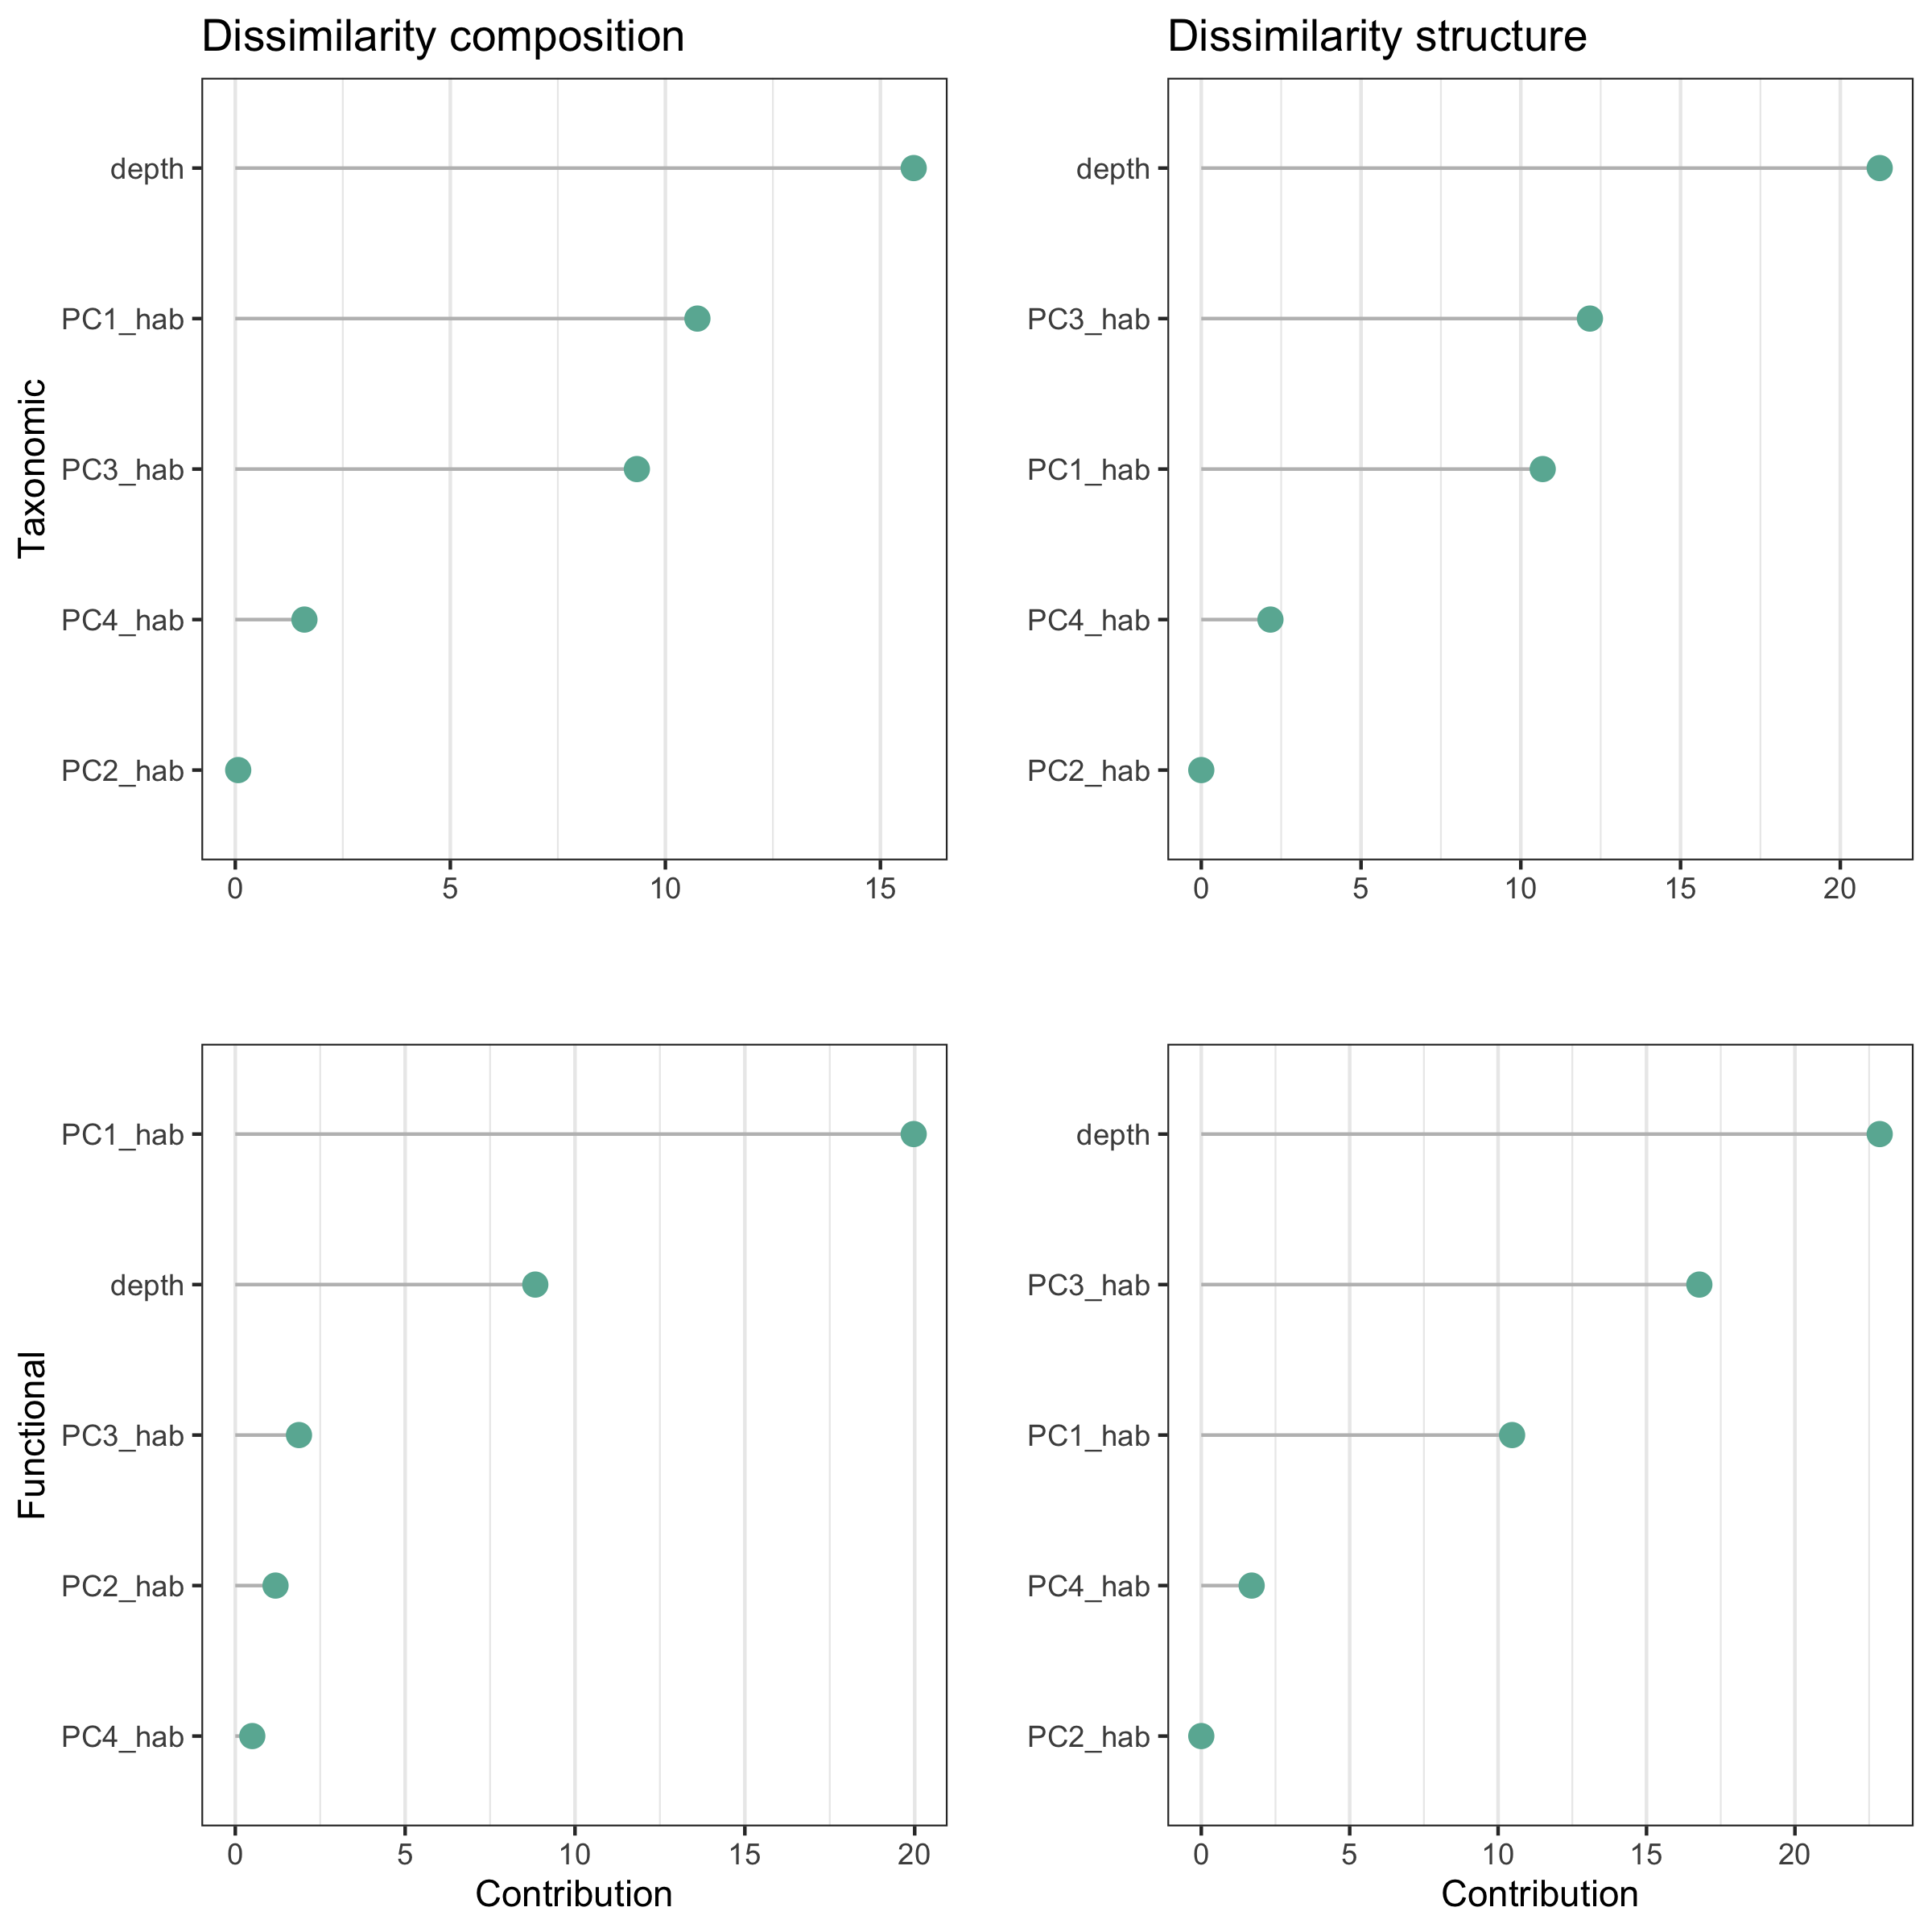 Dissimilarity composition
Dissimilarity structure
Taxonomic
depth
PC1_hab
PC3_hab
PC4_hab
PC2_hab
0 5 10 15
depth
PC3_hab
PC1_hab
PC4_hab
PC2_hab
0 5 10 15 20
Functional
PC1_hab
depth
PC3_hab
PC2_hab
PC4_hab
0 5 10 15 20
Contribution
depth
PC3_hab
PC1_hab
PC4_hab
PC2_hab
0 5 10 15 20
Contribution